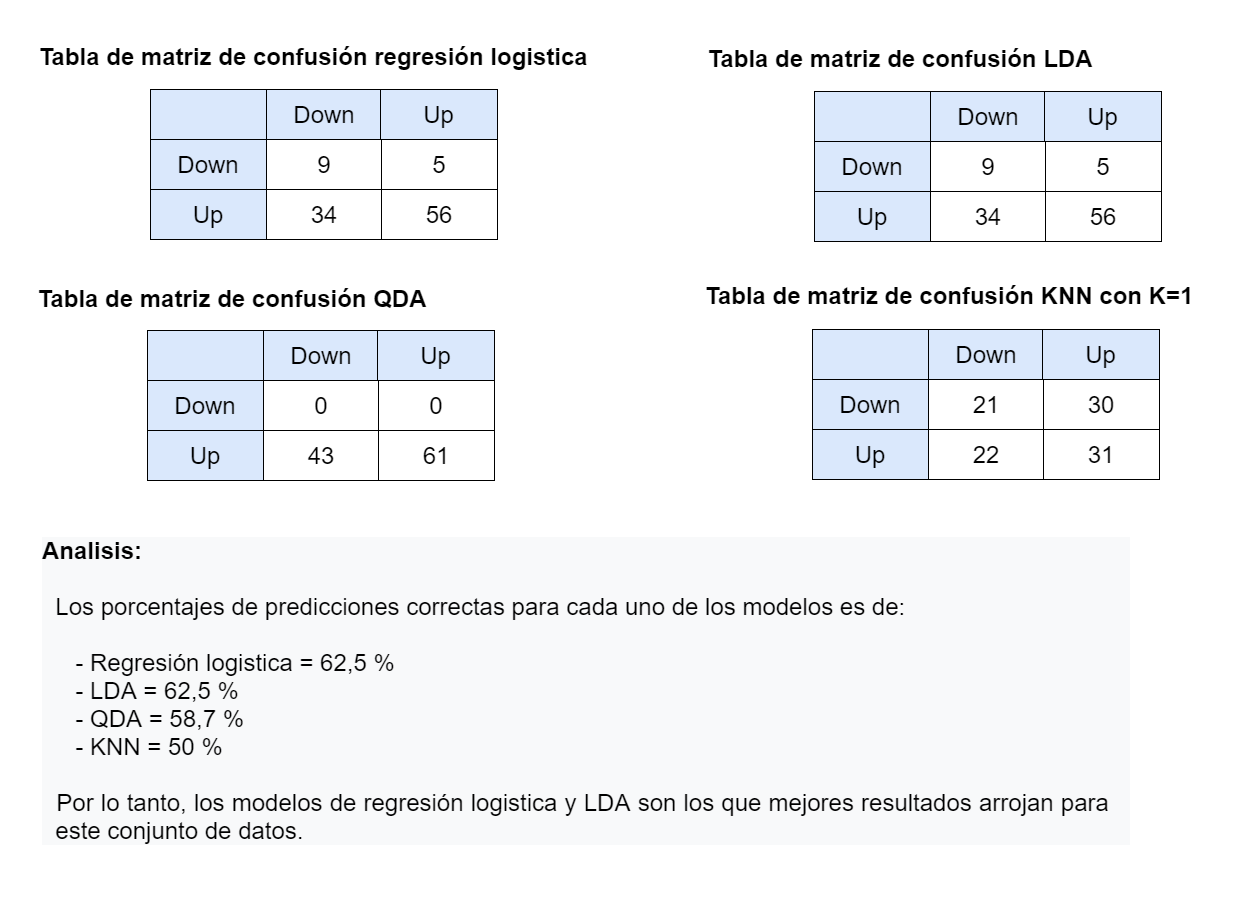 Tabla de matriz de confusión regresión logistica
Down Up
Down 9 5
Up 34 56
Tabla de matriz de confusión LDA
Down Up
Down 9 5
Up 34 56
Tabla de matriz de confusión QDA
Down Up
Down 0 0
Up 43 61
Tabla de matriz de confusión KNN con K=1
Down Up
Down 21 30
Up 22 31
Analisis:
Los porcentajes de predicciones correctas para cada uno de los modelos es de:
- Regresión logistica = 62,5 %
- LDA = 62,5 %
- QDA = 58,7 %
- KNN = 50 %
Por lo tanto, los modelos de regresión logistica y LDA son los que mejores resultados arrojan para
este conjunto de datos.